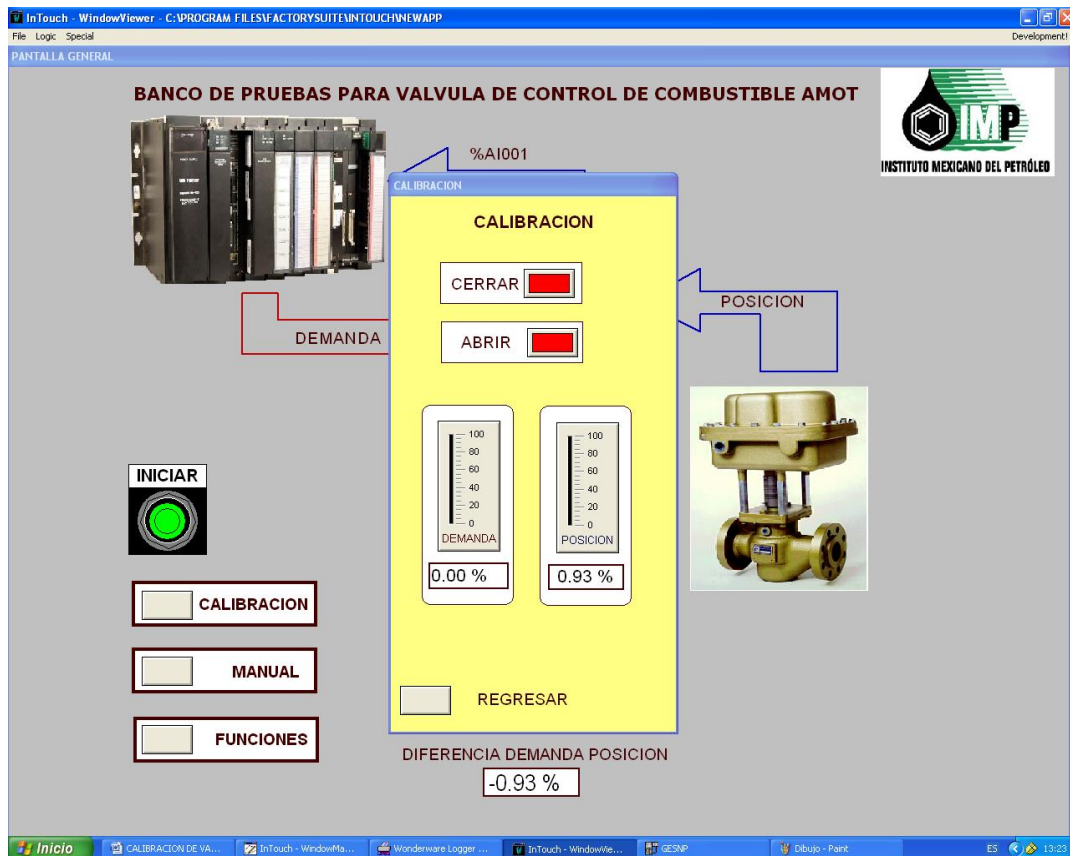 InTouch - WindowViewer - C:\PROGRAM FILES\FACTORYSUITE\INTOUCH\NEWAPP
File Logic Special Development!
PANTALLA GENERAL
BANCO DE PRUEBAS PARA VALVULA DE CONTROL DE COMBUSTIBLE AMOT
IMP
INSTITUTO MEXICANO DEL PETRÓLEO
%AI001
CALIBRACION
CALIBRACION
CERRAR
ABRIR
POSICION
DEMANDA
100
80
60
40
20
0
DEMANDA
0.00 %
100
80
60
40
20
0
POSICION
0.93 %
INICIAR
CALIBRACION
MANUAL
FUNCIONES
REGRESAR
DIFERENCIA DEMANDA POSICION
-0.93 %
Inicio
CALIBRACION DE VA...
InTouch - WindowMa...
Wonderware Logger ...
InTouch - WindowVie...
GESNP
Dibujo - Paint
ES
13:23